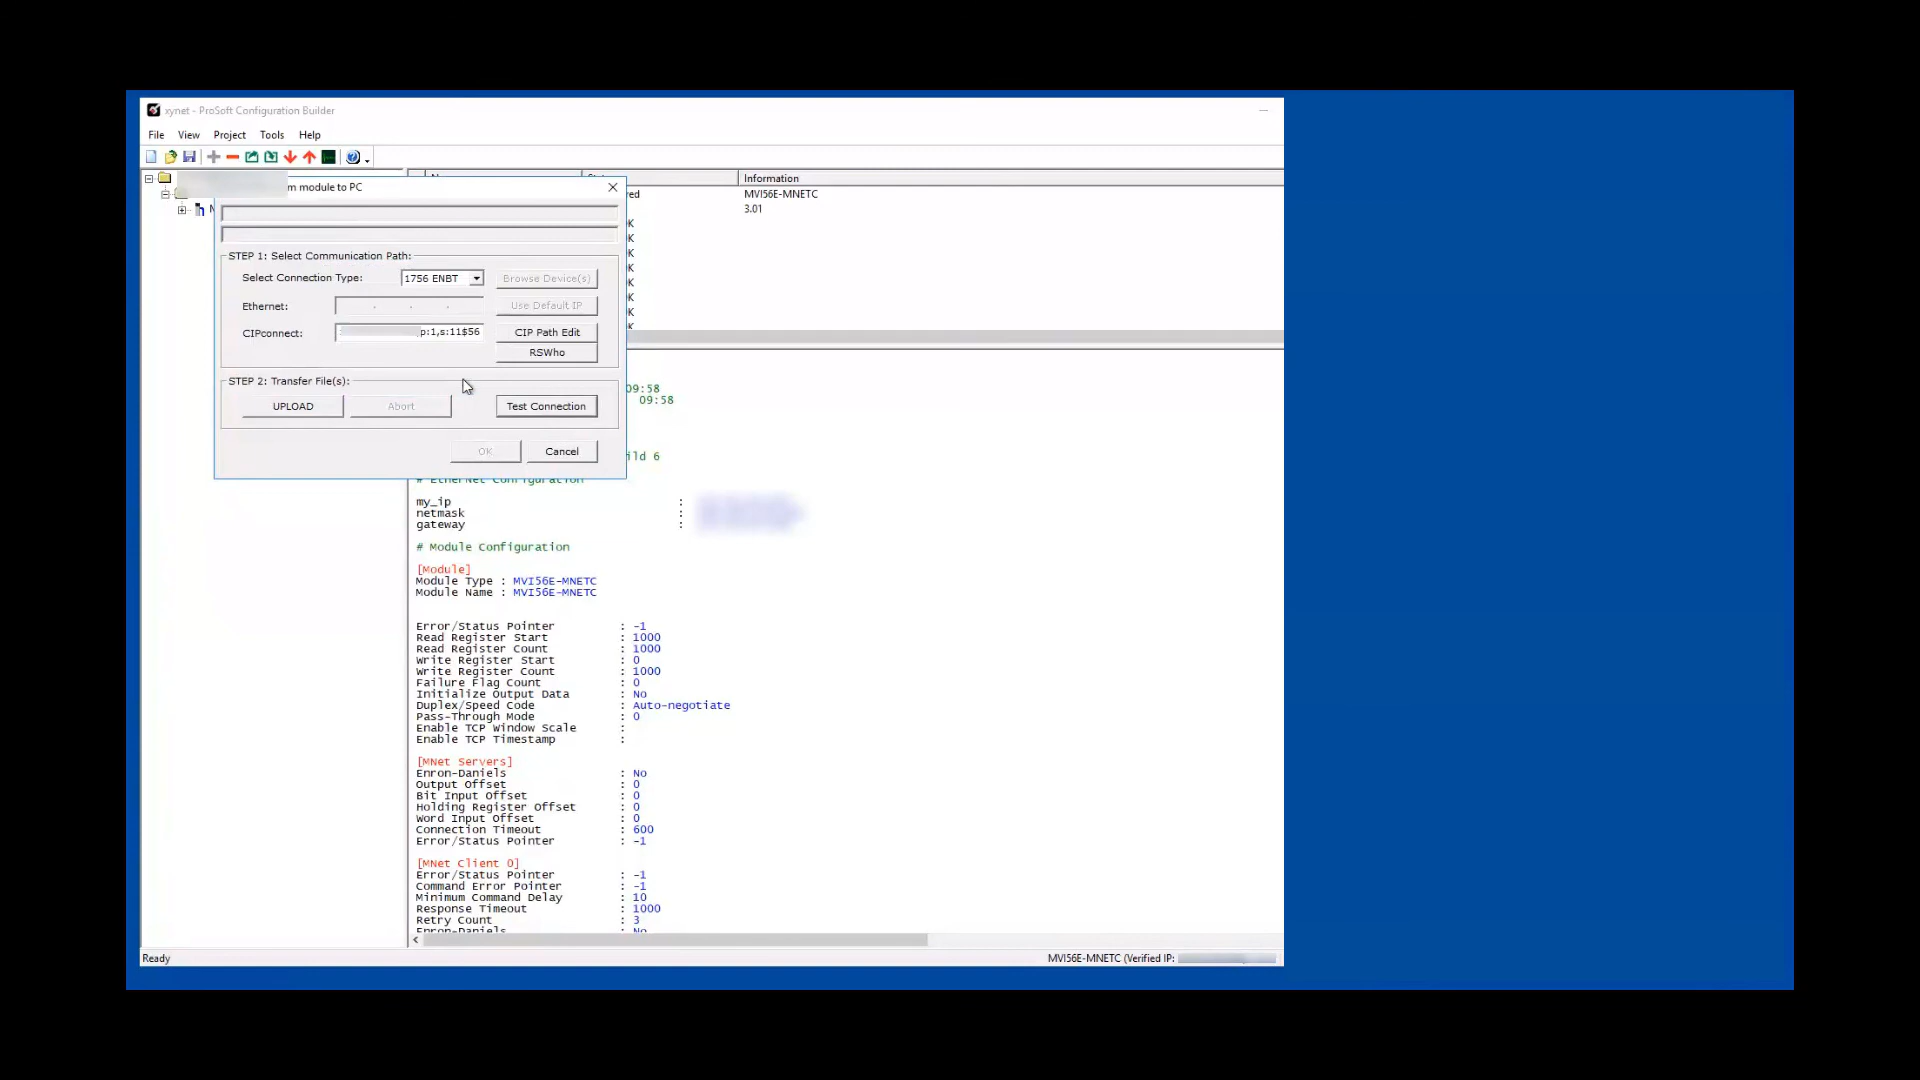 xynet - ProSoft Configuration Builder
File View Project Tools Help
m module to PC
Information
red
MVI56E-MNETC
3.01
STEP 1: Select Communication Path:
Select Connection Type: 1756 ENBT Browse Device(s)
Ethernet: . . . Use Default IP
CIPconnect: p:1,s:11$56 CIP Path Edit
RSWho
STEP 2: Transfer File(s):
UPLOAD Abort Test Connection
OK Cancel
09:58
09:58
ild 6
# EtherNet Configuration
my_ip :
netmask :
gateway :
# Module Configuration
[Module]
Module Type : MVI56E-MNETC
Module Name : MVI56E-MNETC
Error/Status Pointer : -1
Read Register Start : 1000
Read Register Count : 1000
Write Register Start : 0
Write Register Count : 1000
Failure Flag Count : 0
Initialize Output Data : No
Duplex/Speed Code : Auto-negotiate
Pass-Through Mode : 0
Enable TCP Window Scale :
Enable TCP Timestamp :
[MNet Servers]
Enron-Daniels : No
Output Offset : 0
Bit Input Offset : 0
Holding Register Offset : 0
Word Input Offset : 0
Connection Timeout : 600
Error/Status Pointer : -1
[MNet Client 0]
Error/Status Pointer : -1
Command Error Pointer : -1
Minimum Command Delay : 10
Response Timeout : 1000
Retry Count : 3
Enron-Daniels : No
Ready
MVI56E-MNETC (Verified IP: